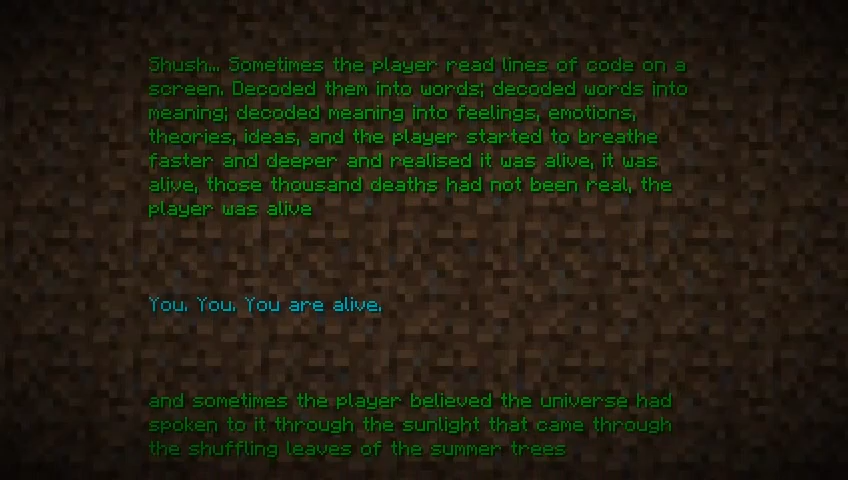 Shush... Sometimes the player read lines of code on a
screen. Decoded them into words; decoded words into
meaning; decoded meaning into feelings, emotions,
theories, ideas, and the player started to breathe
faster and deeper and realised it was alive, it was
alive, those thousand deaths had not been real, the
player was alive
You. You. You are alive.
and sometimes the player believed the universe had
spoken to it through the sunlight that came through
the shuffling leaves of the summer trees